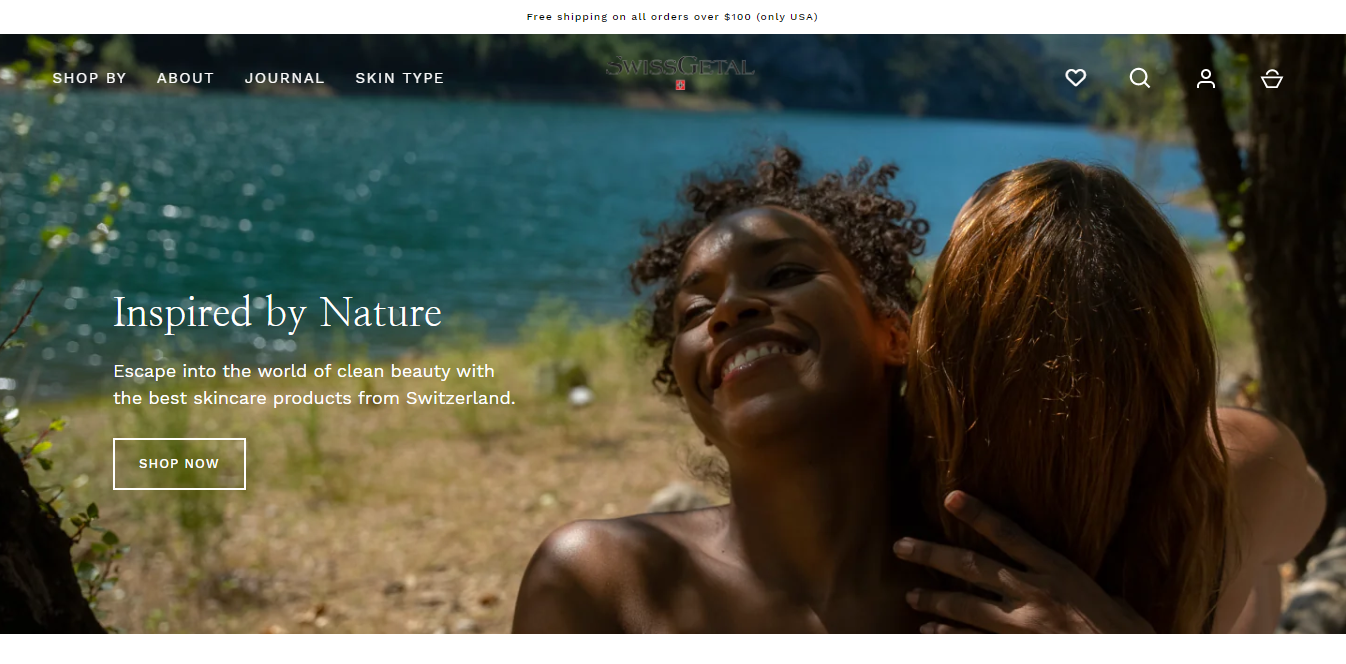 Free shipping on all orders over $100 (only USA)
SHOP BY ABOUT JOURNAL SKIN TYPE
SWISSGETAL
Inspired by Nature
Escape into the world of clean beauty with
the best skincare products from Switzerland.
SHOP NOW